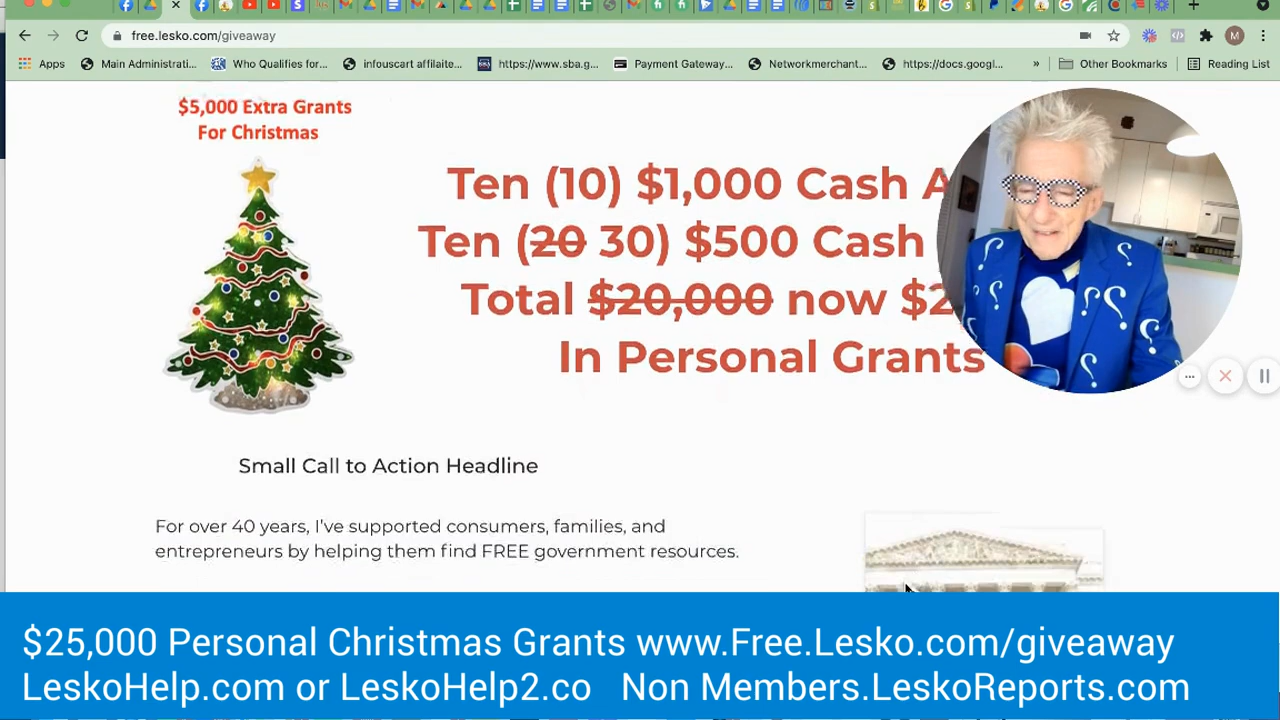 free.lesko.com/giveaway
M
Apps
Main Administrati...
Who Qualifies for...
infouscart affilaite...
https://www.sba.g...
Payment Gateway...
Networkmerchant...
https://docs.googl...
»
Other Bookmarks
Reading List
$5,000 Extra Grants
For Christmas
Ten (10) $1,000 Cash A
Ten (20 30) $500 Cash
Total $20,000 now $2
In Personal Grants
Small Call to Action Headline
For over 40 years, I've supported consumers, families, and
entrepreneurs by helping them find FREE government resources.
$25,000 Personal Christmas Grants www.Free.Lesko.com/giveaway
LeskoHelp.com or LeskoHelp2.co Non Members.LeskoReports.com